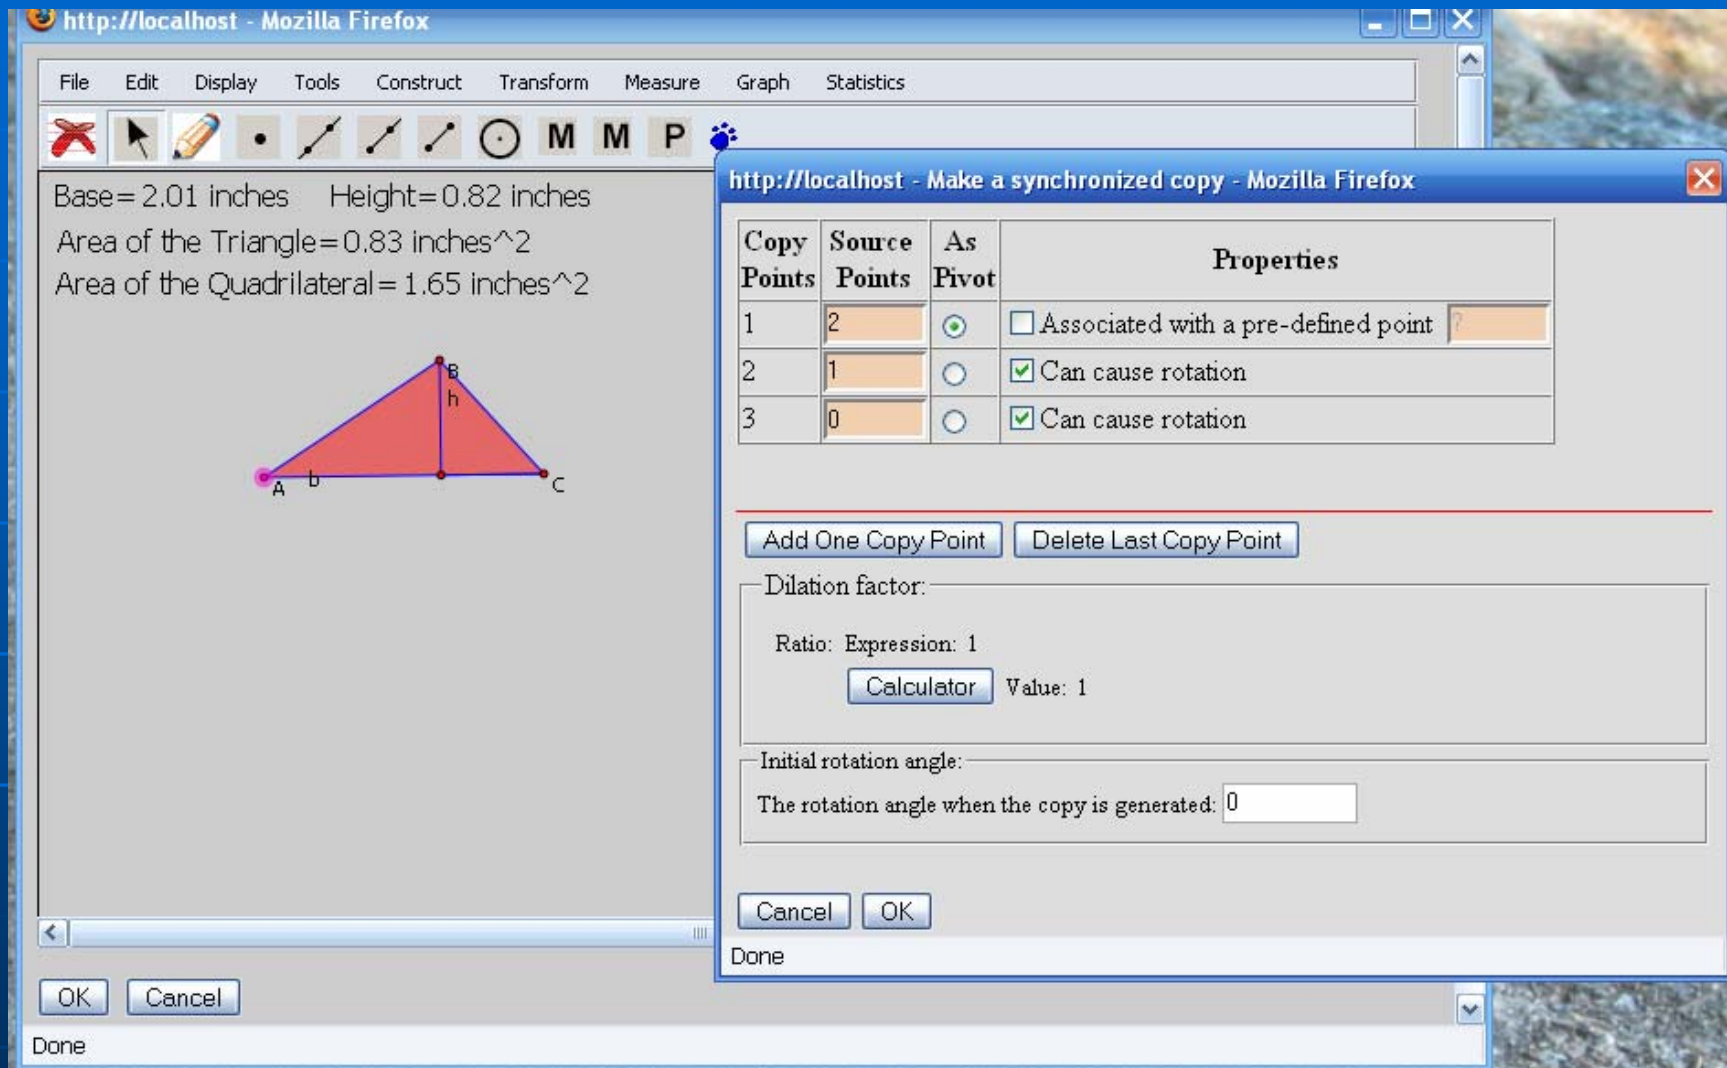 http://localhost - Mozilla Firefox
File Edit Display Tools Construct Transform Measure Graph Statistics
M M P
Base=2.01 inches Height=0.82 inches
Area of the Triangle=0.83 inches^2
Area of the Quadrilateral=1.65 inches^2
B
h
A b C
OK Cancel
Done
http://localhost - Make a synchronized copy - Mozilla Firefox
Copy Points Source Points As Pivot Properties
1 2 Associated with a pre-defined point ?
2 1 Can cause rotation
3 0 Can cause rotation
Add One Copy Point Delete Last Copy Point
Dilation factor:
Ratio: Expression: 1
Calculator Value: 1
Initial rotation angle:
The rotation angle when the copy is generated: 0
Cancel OK
Done